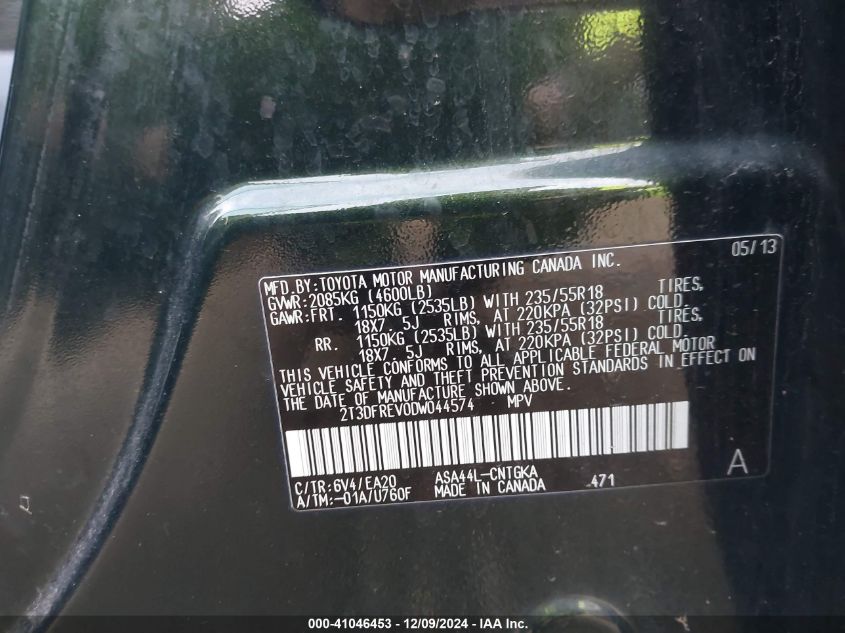 05/13
MFD.BY:TOYOTA MOTOR MANUFACTURING CANADA INC.
GVWR:2085KG (4600LB)
GAWR:FRT. 1150KG (2535LB) WITH 235/55R18 TIRES,
18X7. 5J RIMS, AT 220KPA (32PSI) COLD.
RR. 1150KG (2535LB) WITH 235/55R18 TIRES,
18X7. 5J RIMS, AT 220KPA (32PSI) COLD.
THIS VEHICLE CONFORMS TO ALL APPLICABLE FEDERAL MOTOR
VEHICLE SAFETY AND THEFT PREVENTION STANDARDS IN EFFECT ON
THE DATE OF MANUFACTURE SHOWN ABOVE.
2T3DFREV0DW044574 MPV
C/TR:6V4/EA20 ASA44L-CNTGKA 471
A/TM:-01A/U760F MADE IN CANADA
A
000-41046453 - 12/09/2024 - IAA Inc.